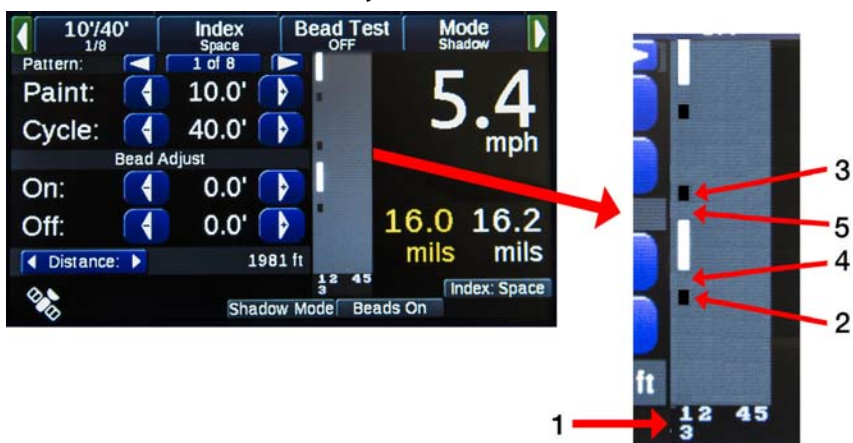 10'/40' Index Bead Test Mode
1/8 Space OFF Shadow
Pattern: 1 of 8
Paint: 10.0'
Cycle: 40.0'
5.4
mph
Bead Adjust
On: 0.0'
Off: 0.0'
16.0 16.2
mils mils
Distance: 1981 ft
12 45
3
Index: Space
Shadow Mode Beads On
3
5
4
2
ft
1
12 45
3